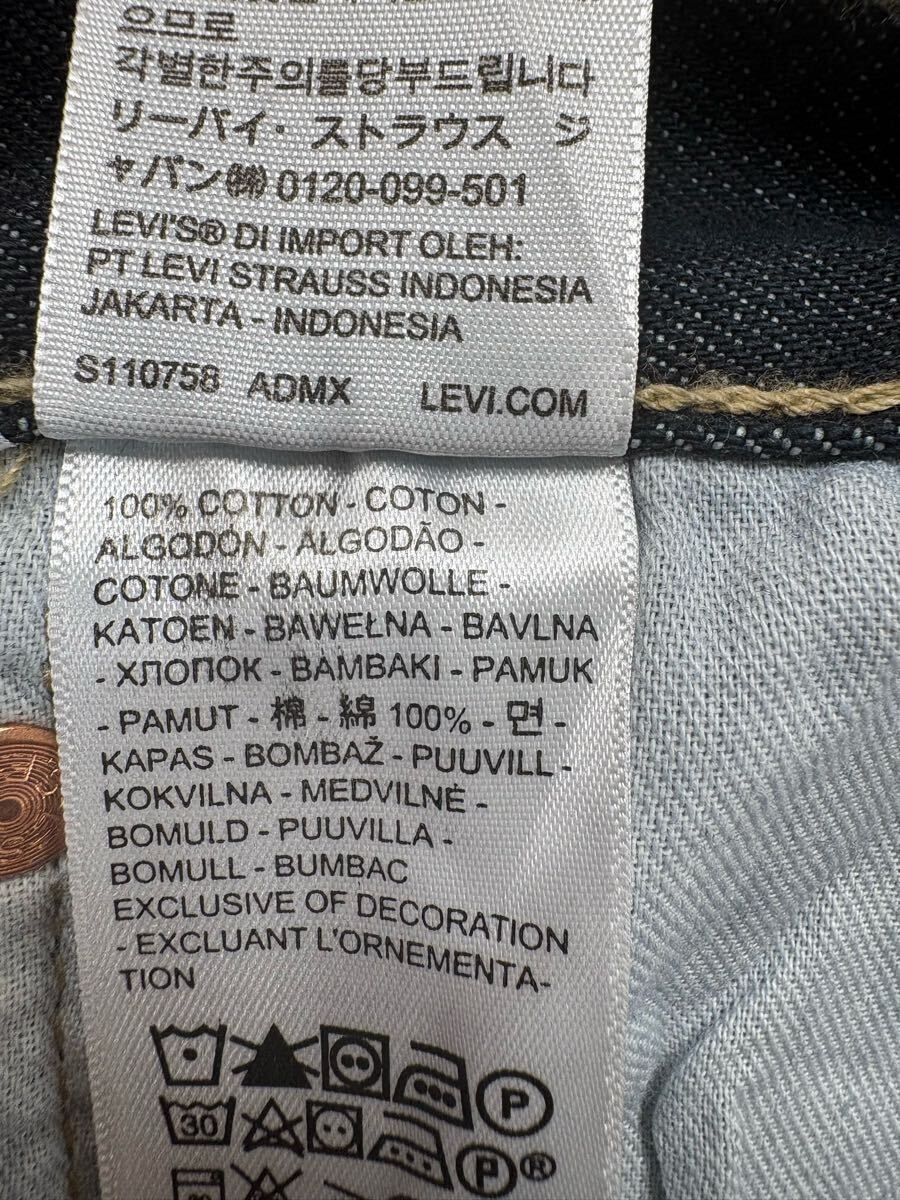 으므로
각별한주의를당부드립니다
リーバイ・ストラウス ジ
ャパン㈱ 0120-099-501
LEVI'S® DI IMPORT OLEH:
PT LEVI STRAUSS INDONESIA
JAKARTA - INDONESIA
S110758 ADMX LEVI.COM
100% COTTON - COTON -
ALGODÓN - ALGODÃO -
COTONE - BAUMWOLLE -
KATOEN - BAWEŁNA - BAVLNA
- ХЛОПОК - BAMBAKI - PAMUK
- PAMUT - 棉 - 綿 100% - 면 -
KAPAS - BOMBAŽ - PUUVILL -
KOKVILNA - MEDVILNĖ -
BOMULD - PUUVILLA -
BOMULL - BUMBAC
EXCLUSIVE OF DECORATION
- EXCLUANT L'ORNEMENTA-
TION
P
30 P ®